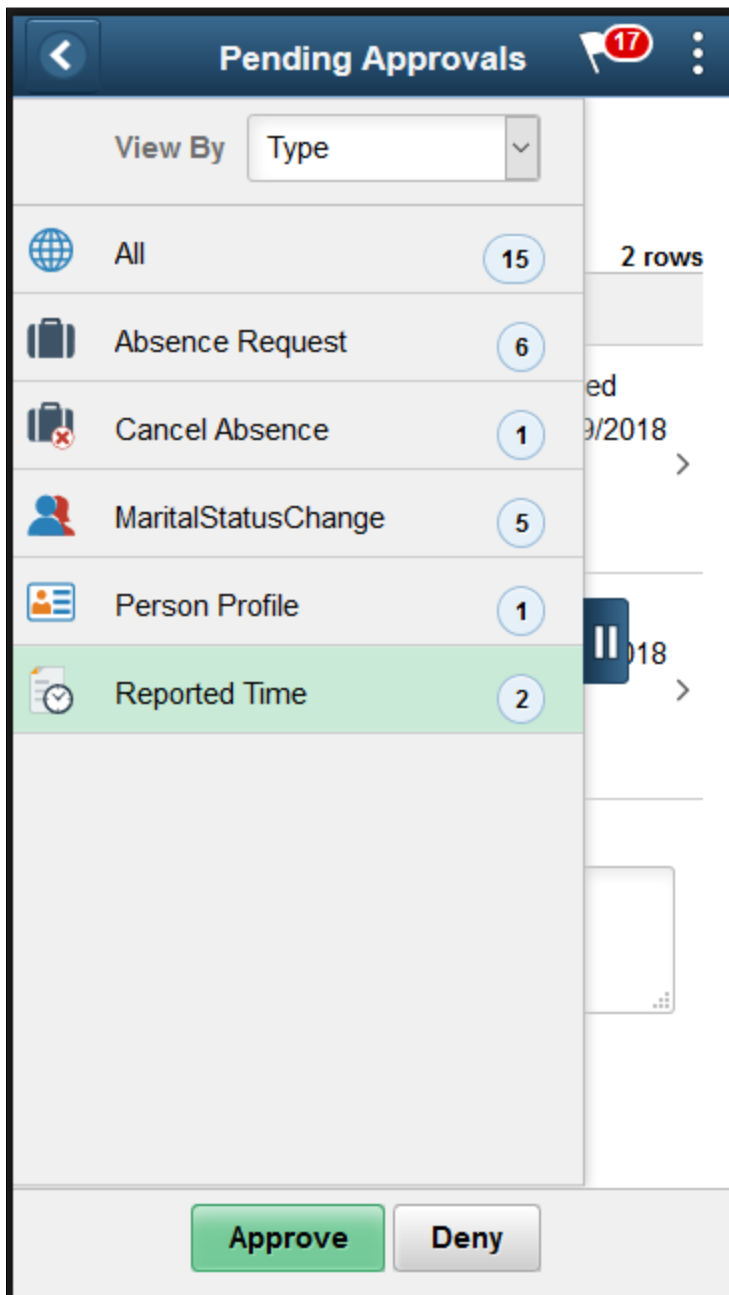 Pending Approvals 17
View By Type
All 15
2 rows
Absence Request 6
ed
Cancel Absence 1
9/2018
MaritalStatusChange 5
Person Profile 1
018
Reported Time 2
Approve Deny